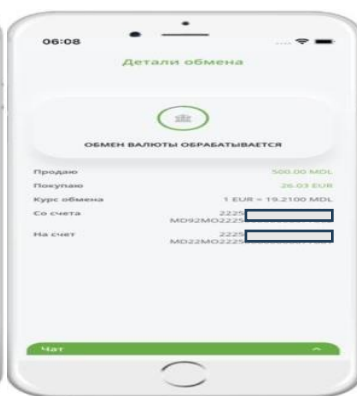 06:08
Детали обмена
ОБМЕН ВАЛЮТЫ ОБРАБАТЫВАЕТСЯ
Продаю 500.00 MDL
Покупаю 26.03 EUR
Курс обмена 1 EUR = 19.2100 MDL
Со счета 2225
MD92MO2225
На счет 2225
MD22MO2225
Чат